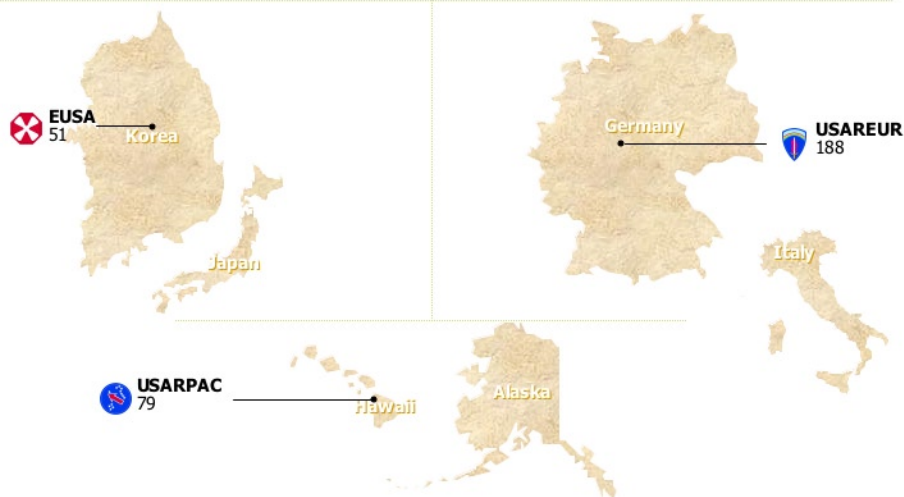 EUSA
51
Korea
Japan
Germany
USAREUR
188
Italy
USARPAC
79
Hawaii
Alaska